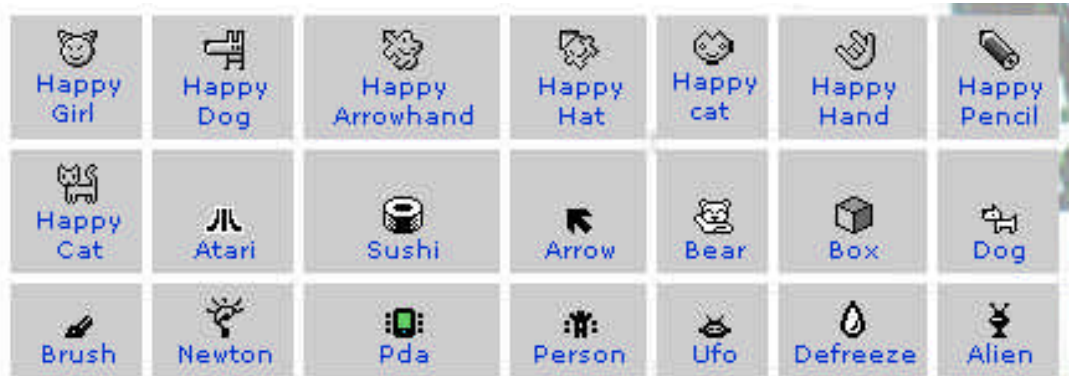 Happy Girl
Happy Dog
Happy Arrowhand
Happy Hat
Happy cat
Happy Hand
Happy Pencil
Happy Cat
Atari
Sushi
Arrow
Bear
Box
Dog
Brush
Newton
Pda
Person
Ufo
Defreeze
Alien